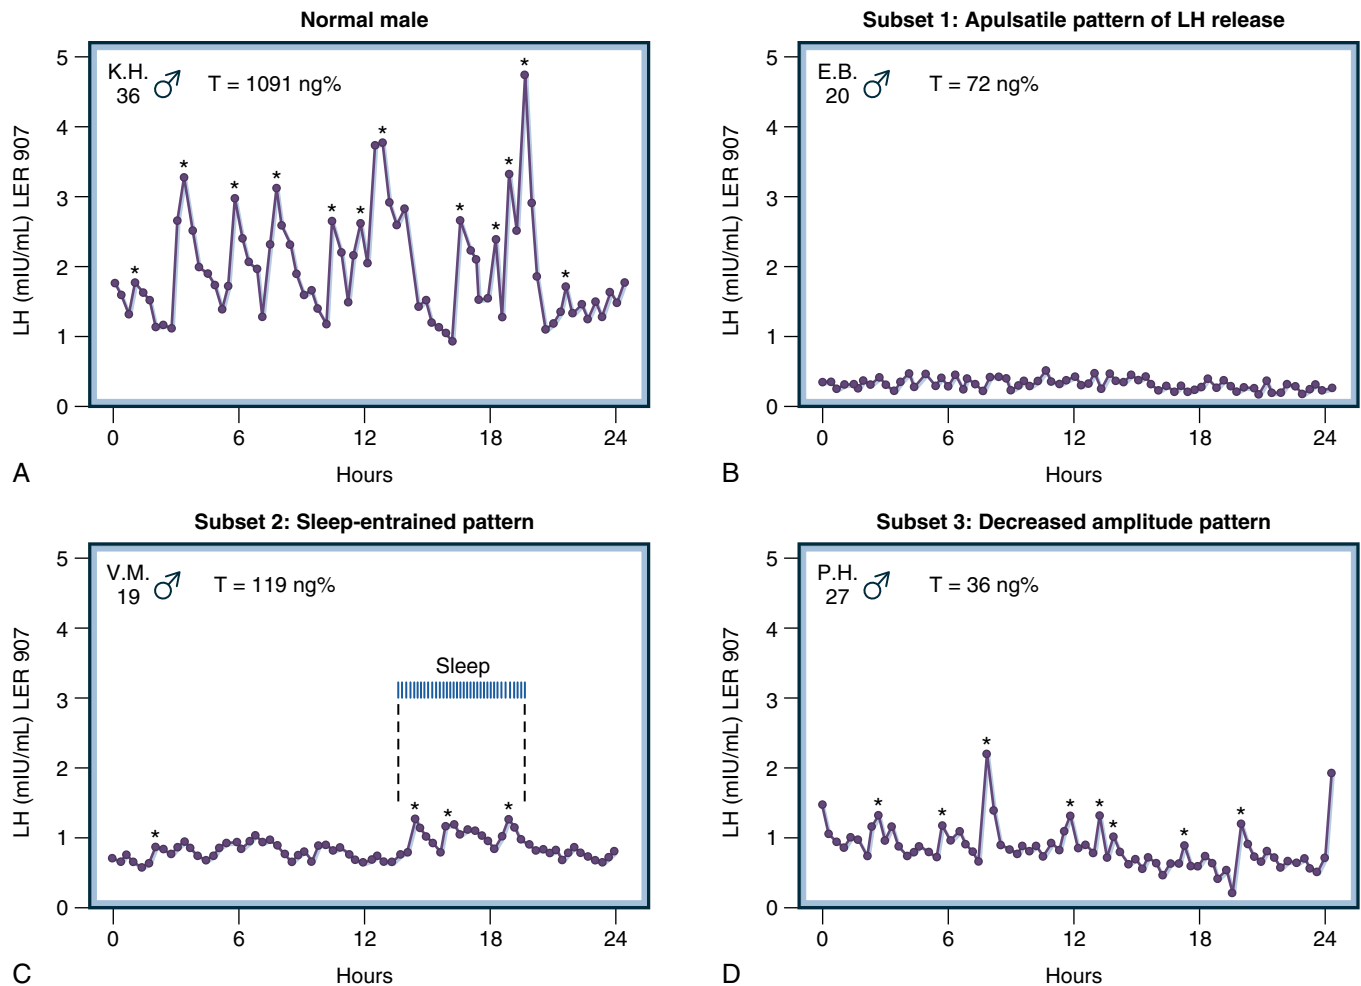 Normal male
K.H.
36
T = 1091 ng%
LH (mIU/mL) LER 907
5
4
3
2
1
0
* * * * * * * * * * * *
0 6 12 18 24
Hours
A
Subset 1: Apulsatile pattern of LH release
E.B.
20
T = 72 ng%
LH (mIU/mL) LER 907
5
4
3
2
1
0
0 6 12 18 24
Hours
B
Subset 2: Sleep-entrained pattern
V.M.
19
T = 119 ng%
LH (mIU/mL) LER 907
5
4
3
2
1
0
Sleep
* * * *
0 6 12 18 24
Hours
C
Subset 3: Decreased amplitude pattern
P.H.
27
T = 36 ng%
LH (mIU/mL) LER 907
5
4
3
2
1
0
* * * * * * * *
0 6 12 18 24
Hours
D